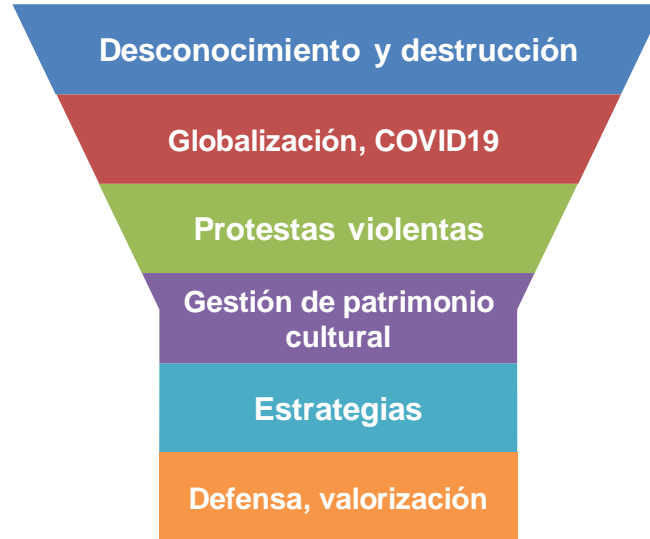 Desconocimiento y destrucción
Globalización, COVID19
Protestas violentas
Gestión de patrimonio
cultural
Estrategias
Defensa, valorización